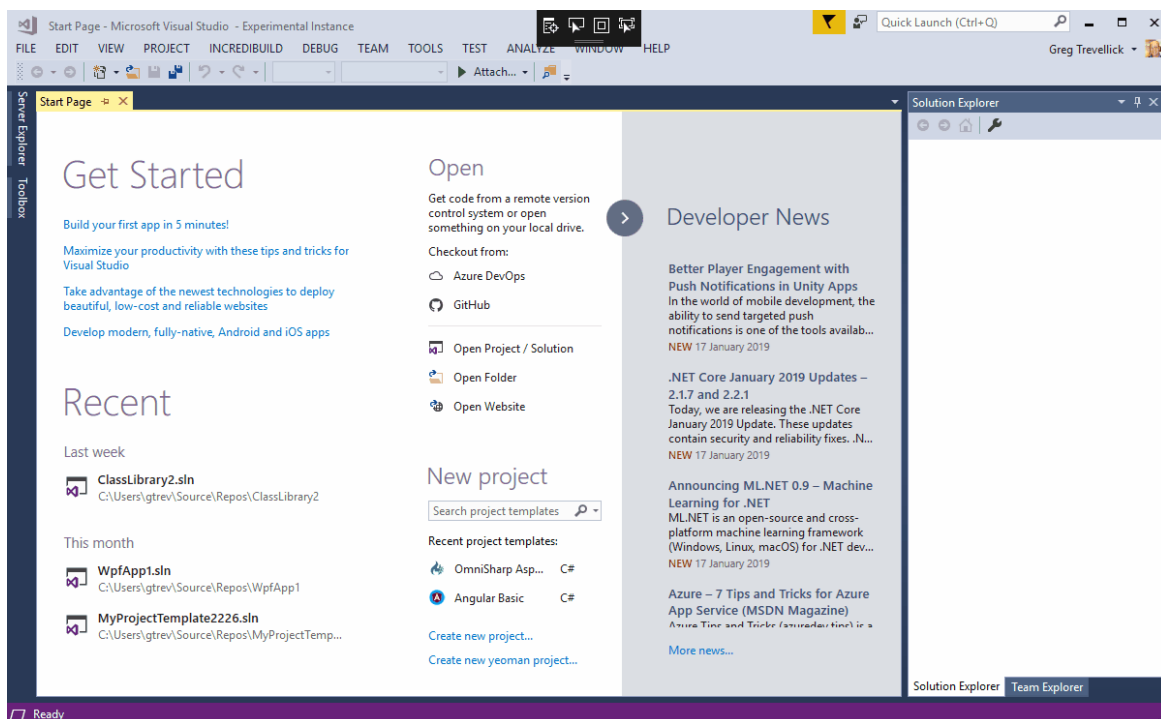 Start Page - Microsoft Visual Studio - Experimental Instance
Quick Launch (Ctrl+Q)
FILE EDIT VIEW PROJECT INCREDIBUILD DEBUG TEAM TOOLS TEST ANALYZE WINDOW HELP
Greg Trevellick
Attach...
Server Explorer
Toolbox
Start Page
Get Started
Build your first app in 5 minutes!
Maximize your productivity with these tips and tricks for
Visual Studio
Take advantage of the newest technologies to deploy
beautiful, low-cost and reliable websites
Develop modern, fully-native, Android and iOS apps
Recent
Last week
ClassLibrary2.sln
C:\Users\gtrev\Source\Repos\ClassLibrary2
This month
WpfApp1.sln
C:\Users\gtrev\Source\Repos\WpfApp1
MyProjectTemplate2226.sln
C:\Users\gtrev\Source\Repos\MyProjectTemp...
Open
Get code from a remote version
control system or open
something on your local drive.
Checkout from:
Azure DevOps
GitHub
Open Project / Solution
Open Folder
Open Website
New project
Search project templates
Recent project templates:
OmniSharp Asp... C#
Angular Basic C#
Create new project...
Create new yeoman project...
Developer News
Better Player Engagement with
Push Notifications in Unity Apps
In the world of mobile development, the
ability to send targeted push
notifications is one of the tools availab...
NEW 17 January 2019
.NET Core January 2019 Updates –
2.1.7 and 2.2.1
Today, we are releasing the .NET Core
January 2019 Update. These updates
contain security and reliability fixes. .N...
NEW 17 January 2019
Announcing ML.NET 0.9 – Machine
Learning for .NET
ML.NET is an open-source and cross-
platform machine learning framework
(Windows, Linux, macOS) for .NET dev...
NEW 17 January 2019
Azure – 7 Tips and Tricks for Azure
App Service (MSDN Magazine)
Azure Tips and Tricks (azuredev.tips) is a
More news...
Solution Explorer
Solution Explorer Team Explorer
Ready